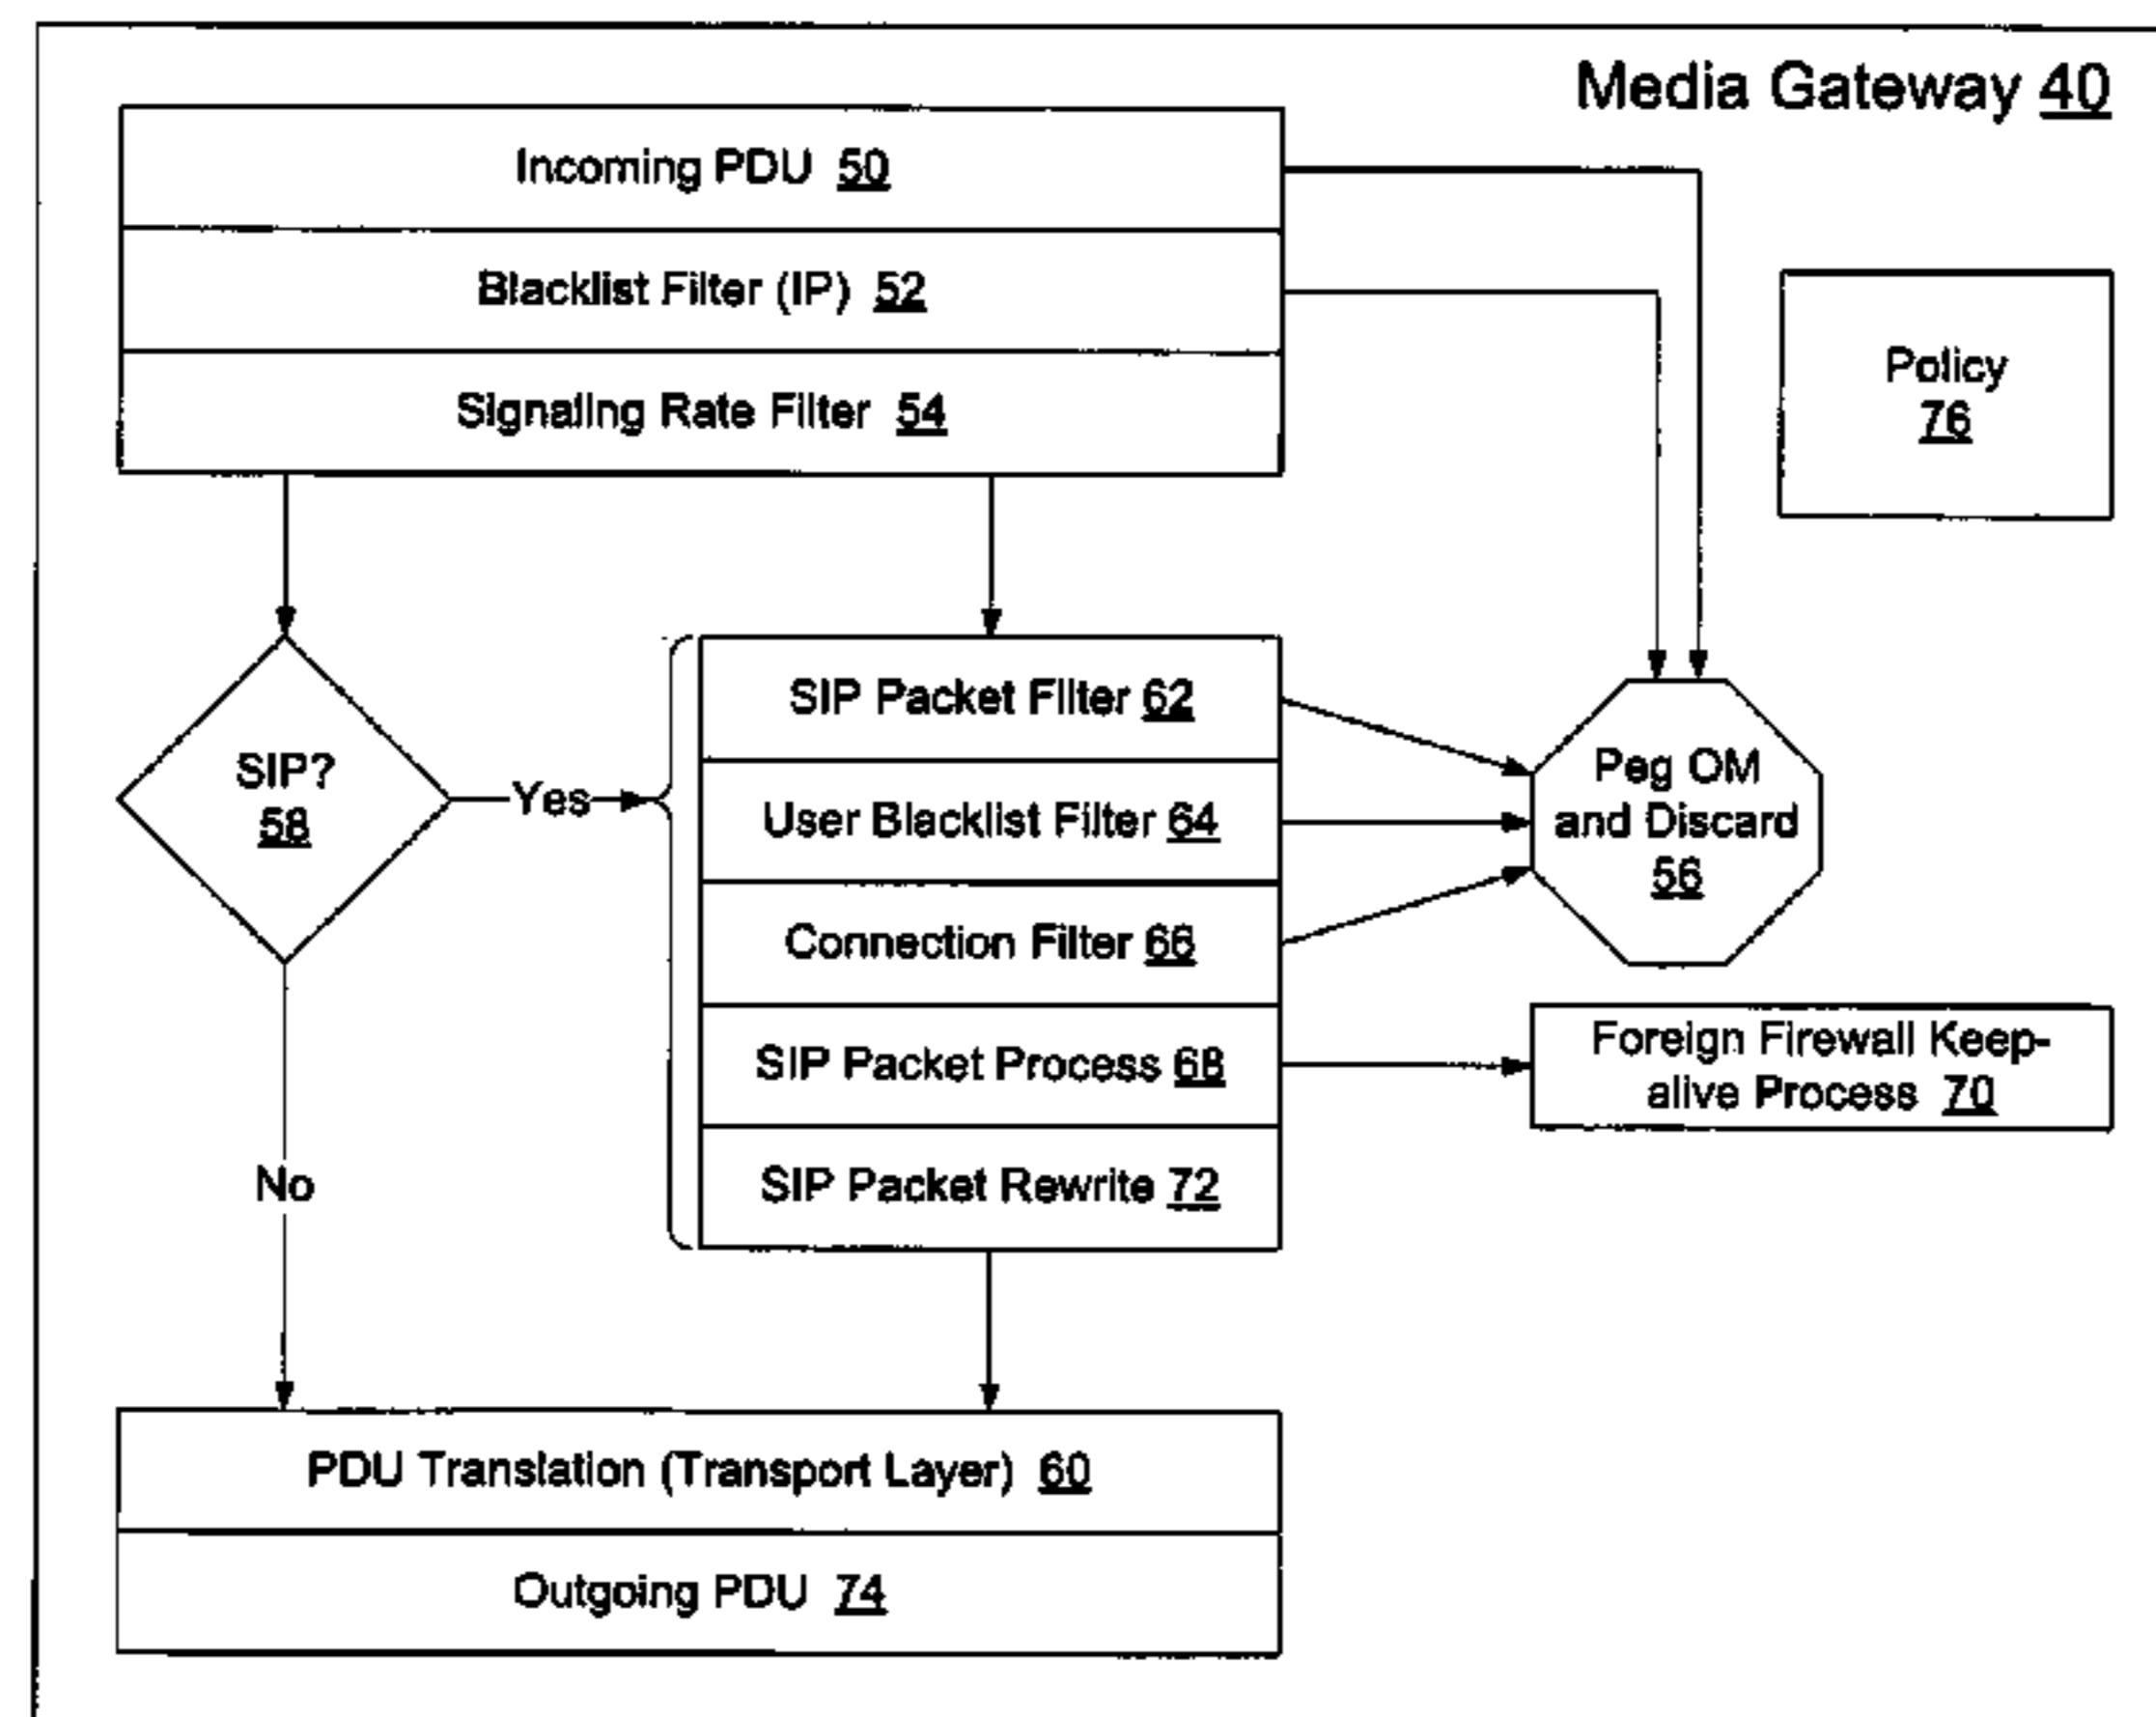 Media Gateway 40
Incoming PDU 50
Blacklist Filter (IP) 52
Signaling Rate Filter 54
Policy
76
SIP?
58
Yes
No
SIP Packet Filter 62
User Blacklist Filter 64
Connection Filter 66
SIP Packet Process 68
SIP Packet Rewrite 72
Peg OM
and Discard
56
Foreign Firewall Keep-
alive Process 70
PDU Translation (Transport Layer) 60
Outgoing PDU 74